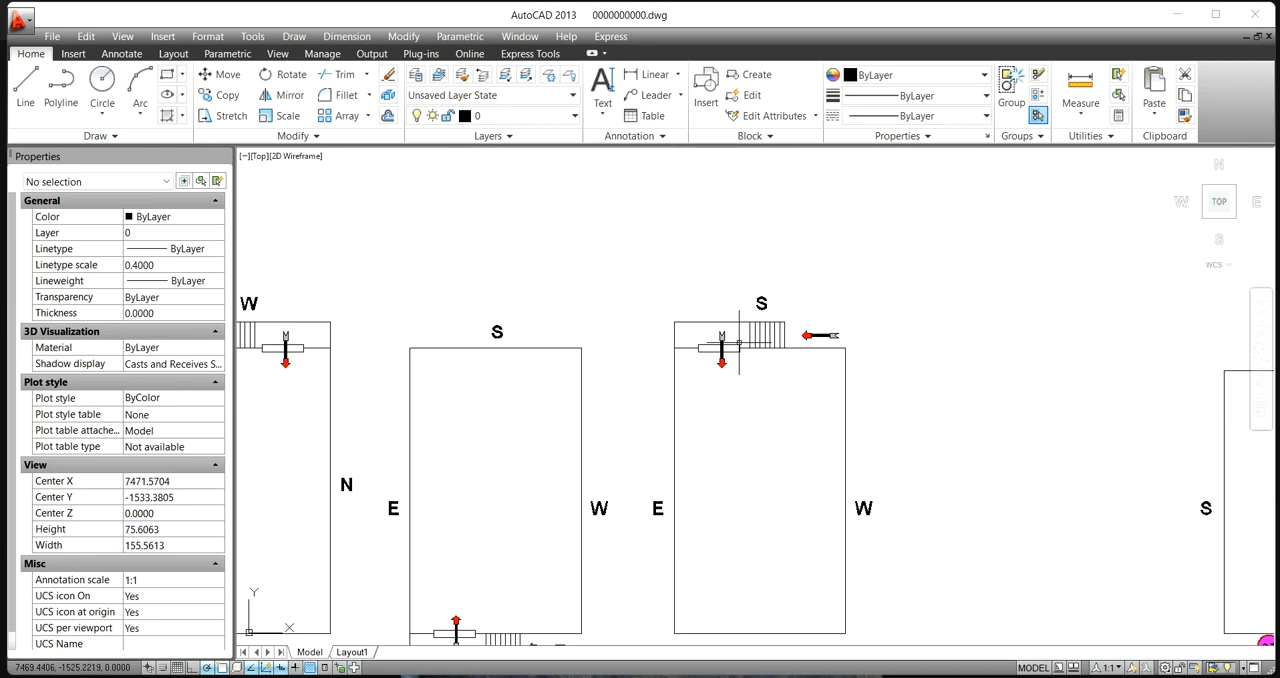 AutoCAD 2013 0000000000.dwg
File Edit View Insert Format Tools Draw Dimension Modify Parametric Window Help Express
Home Insert Annotate Layout Parametric View Manage Output Plug-ins Online Express Tools
Line Polyline Circle Arc
Move Rotate Trim
Copy Mirror Fillet
Stretch Scale Array
Unsaved Layer State
Text Linear
Leader
Table
Insert Create
Edit
Edit Attributes
ByLayer
ByLayer
ByLayer
Group Measure Paste
Draw Modify Layers Annotation Block Properties Groups Utilities Clipboard
Properties
No selection
General
Color ByLayer
Layer 0
Linetype ByLayer
Linetype scale 0.4000
Lineweight ByLayer
Transparency ByLayer
Thickness 0.0000
3D Visualization
Material ByLayer
Shadow display Casts and Receives S...
Plot style
Plot style ByColor
Plot style table None
Plot table attache... Model
Plot table type Not available
View
Center X 7471.5704
Center Y -1533.3805
Center Z 0.0000
Height 75.6063
Width 155.5613
Misc
Annotation scale 1:1
UCS icon On Yes
UCS icon at origin Yes
UCS per viewport Yes
UCS Name
[−][Top][2D Wireframe]
N
W TOP E
S
WCS
W S
S
M M
N E W E W S
Y
X
Model Layout1
7469.4406, -1525.2219, 0.0000 MODEL 1:1